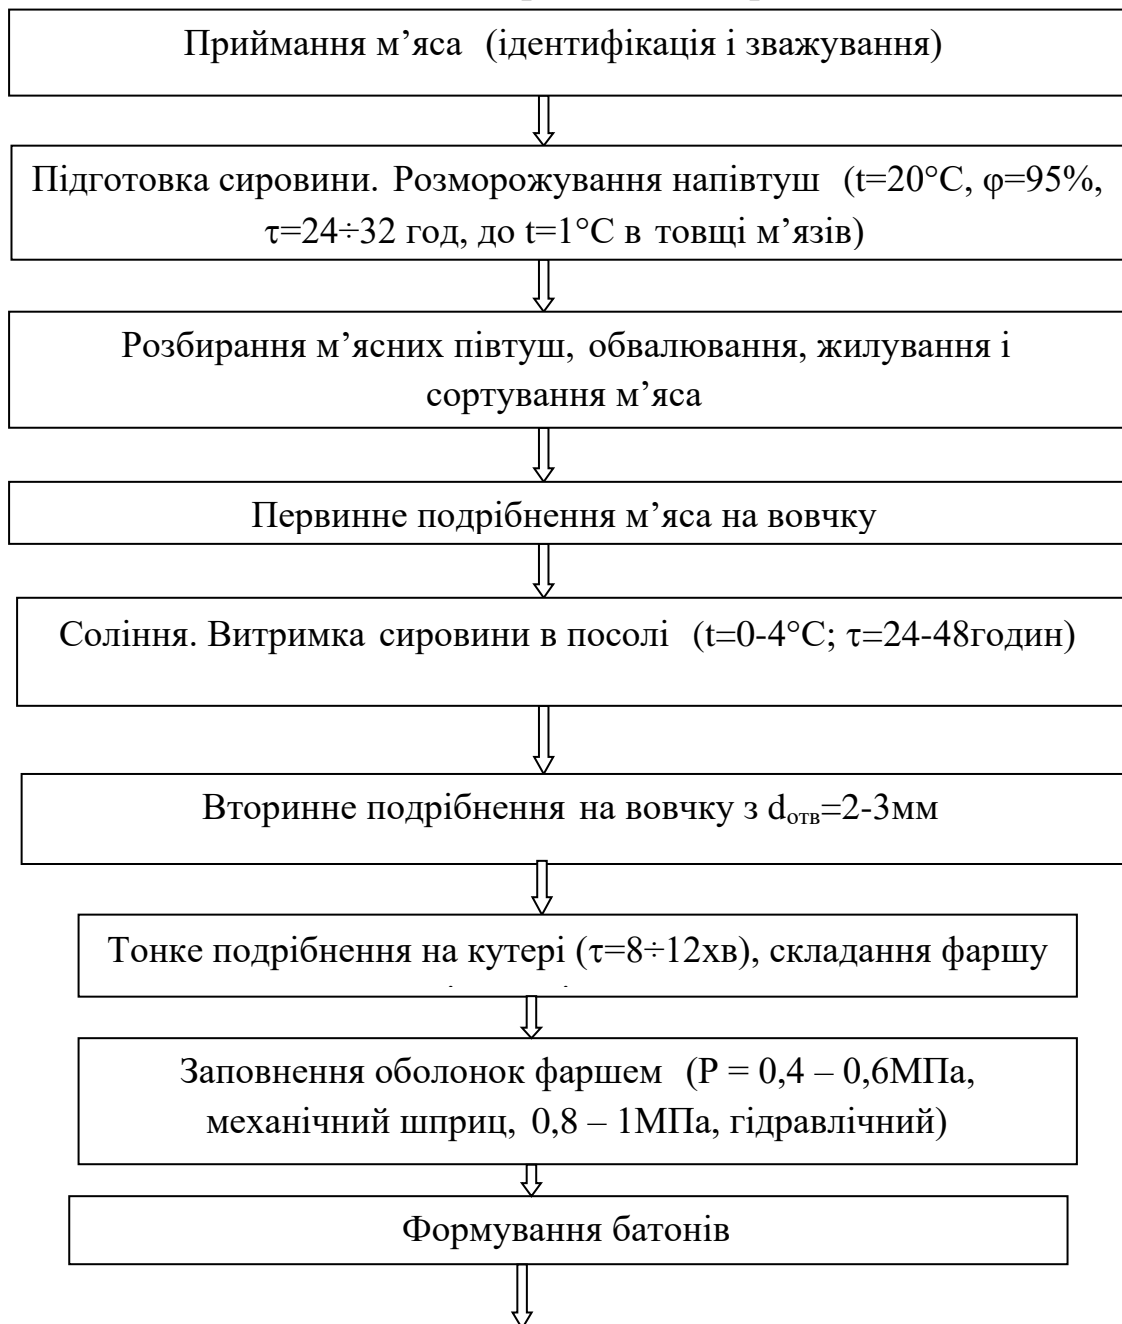 Приймання м’яса (ідентифікація і зважування)
Підготовка сировини. Розморожування напівтуш (t=20°C, φ=95%,
τ=24÷32 год, до t=1°C в товщі м’язів)
Розбирання м’ясних півтуш, обвалювання, жилування і
сортування м’яса
Первинне подрібнення м’яса на вовчку
Соління. Витримка сировини в посолі (t=0-4°C; τ=24-48годин)
Вторинне подрібнення на вовчку з dотв=2-3мм
Тонке подрібнення на кутері (τ=8÷12хв), складання фаршу
Заповнення оболонок фаршем (P = 0,4 – 0,6МПа,
механічний шприц, 0,8 – 1МПа, гідравлічний)
Формування батонів